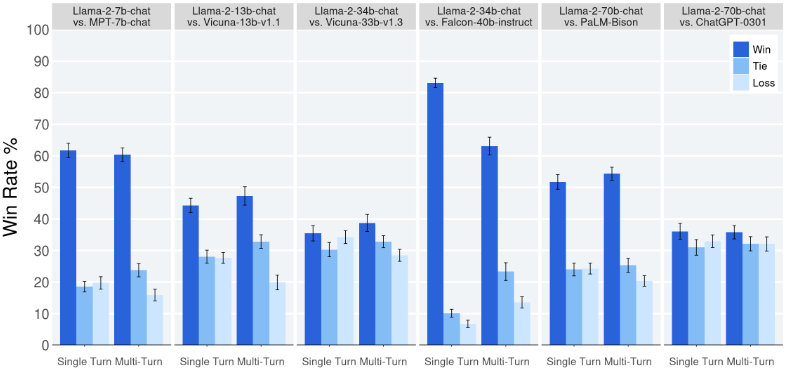 Llama-2-7b-chat
vs. MPT-7b-chat
Llama-2-13b-chat
vs. Vicuna-13b-v1.1
Llama-2-34b-chat
vs. Vicuna-33b-v1.3
Llama-2-34b-chat
vs. Falcon-40b-instruct
Llama-2-70b-chat
vs. PaLM-Bison
Llama-2-70b-chat
vs. ChatGPT-0301
Win Rate %
100
90
80
70
60
50
40
30
20
10
0
Win
Tie
Loss
Single Turn Multi-Turn
Single Turn Multi-Turn
Single Turn Multi-Turn
Single Turn Multi-Turn
Single Turn Multi-Turn
Single Turn Multi-Turn